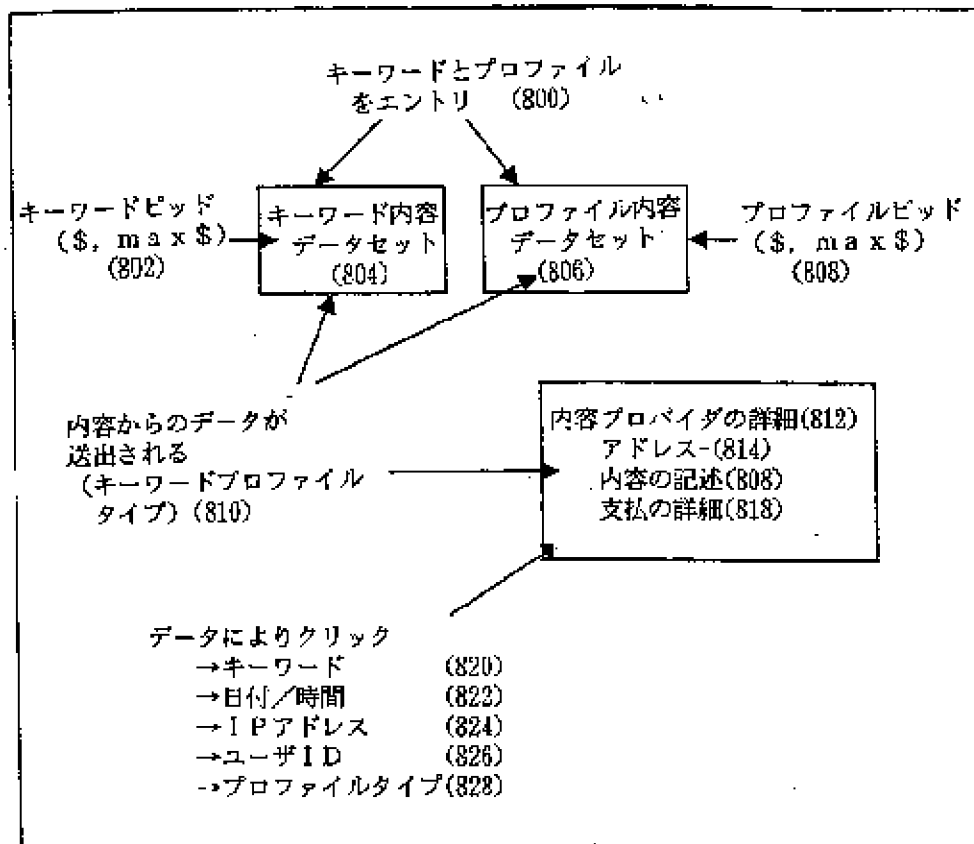 キーワードとプロファイル
をエントリ (800)
キーワードビッド
($, max$)
(802)
キーワード内容
データセット
(804)
プロファイル内容
データセット
(806)
プロファイルビッド
($, max$)
(808)
内容からのデータが
送出される
(キーワードプロファイル
タイプ) (810)
内容プロバイダの詳細(812)
アドレス-(814)
内容の記述(808)
支払の詳細(818)
データによりクリック
→キーワード (820)
→日付／時間 (822)
→IPアドレス (824)
→ユーザID (826)
→プロファイルタイプ(828)